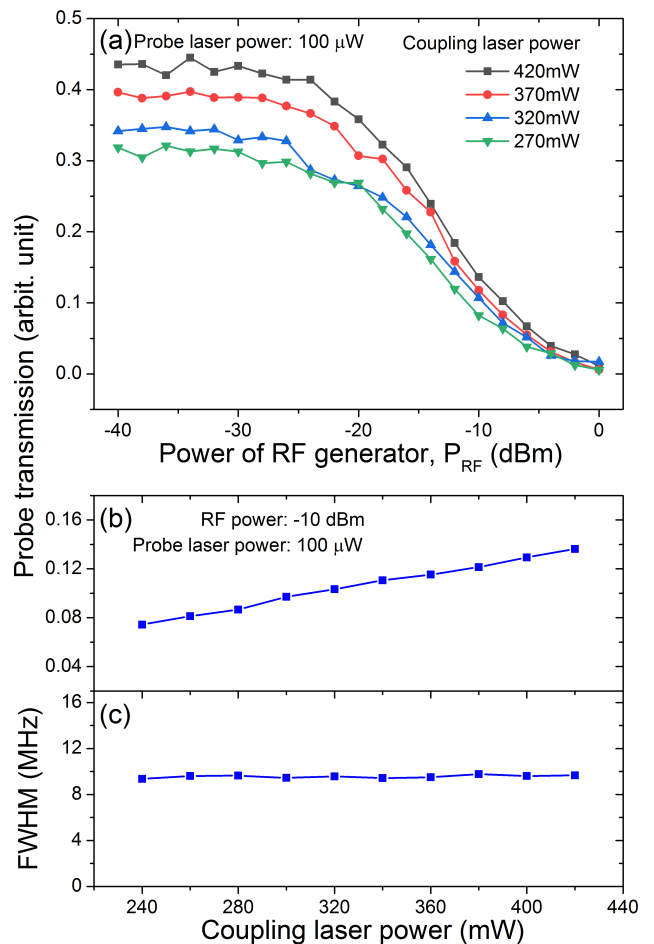 (a) Probe laser power: 100 μW
Coupling laser power
420mW
370mW
320mW
270mW
0.5
0.4
0.3
0.2
0.1
0.0
-40 -30 -20 -10 0
Power of RF generator, P_RF (dBm)
Probe transmission (arbit. unit)
(b) RF power: -10 dBm
Probe laser power: 100 μW
0.16
0.12
0.08
0.04
(c)
16
12
8
4
0
FWHM (MHz)
240 280 320 360 400 440
Coupling laser power (mW)